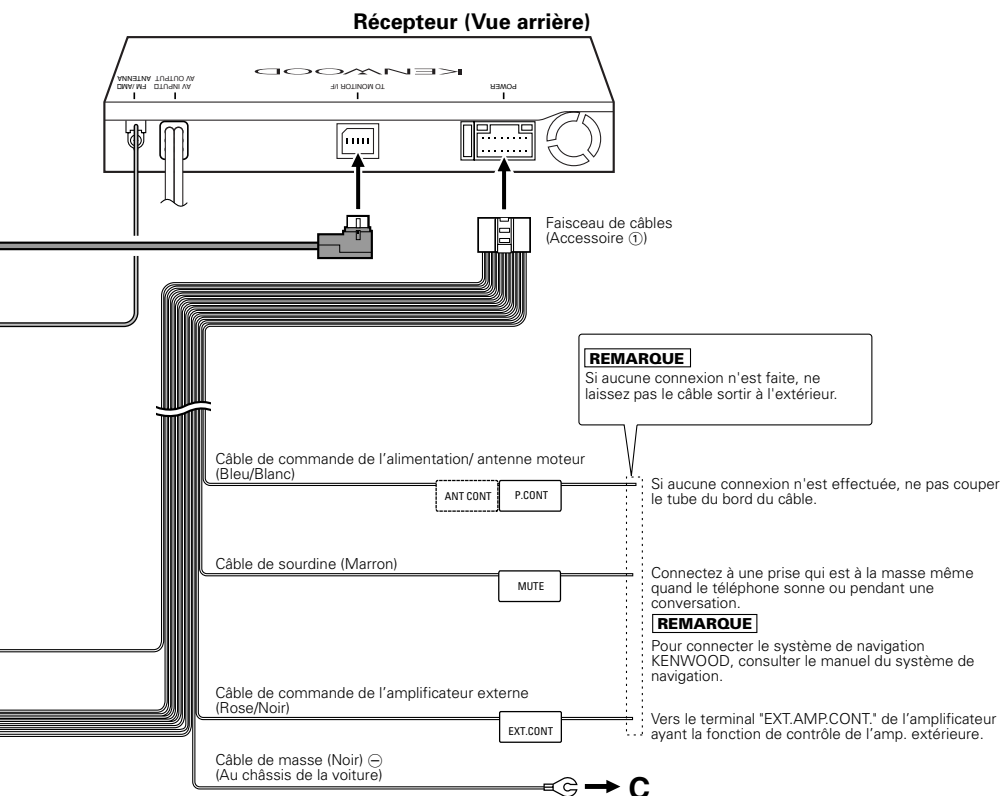 Récepteur (Vue arrière)
KENWOOD
FM/AM
ANTENNA
AV INPUT
AV OUTPUT
TO MONITOR I/F
POWER
Faisceau de câbles
(Accessoire ①)
REMARQUE
Si aucune connexion n'est faite, ne
laissez pas le câble sortir à l'extérieur.
Câble de commande de l'alimentation/ antenne moteur
(Bleu/Blanc)
ANT CONT
P.CONT
Si aucune connexion n'est effectuée, ne pas couper
le tube du bord du câble.
Câble de sourdine (Marron)
MUTE
Connectez à une prise qui est à la masse même
quand le téléphone sonne ou pendant une
conversation.
REMARQUE
Pour connecter le système de navigation
KENWOOD, consulter le manuel du système de
navigation.
Câble de commande de l'amplificateur externe
(Rose/Noir)
EXT.CONT
Vers le terminal "EXT.AMP.CONT." de l'amplificateur
ayant la fonction de contrôle de l'amp. extérieure.
Câble de masse (Noir) ⊖
(Au châssis de la voiture)
C